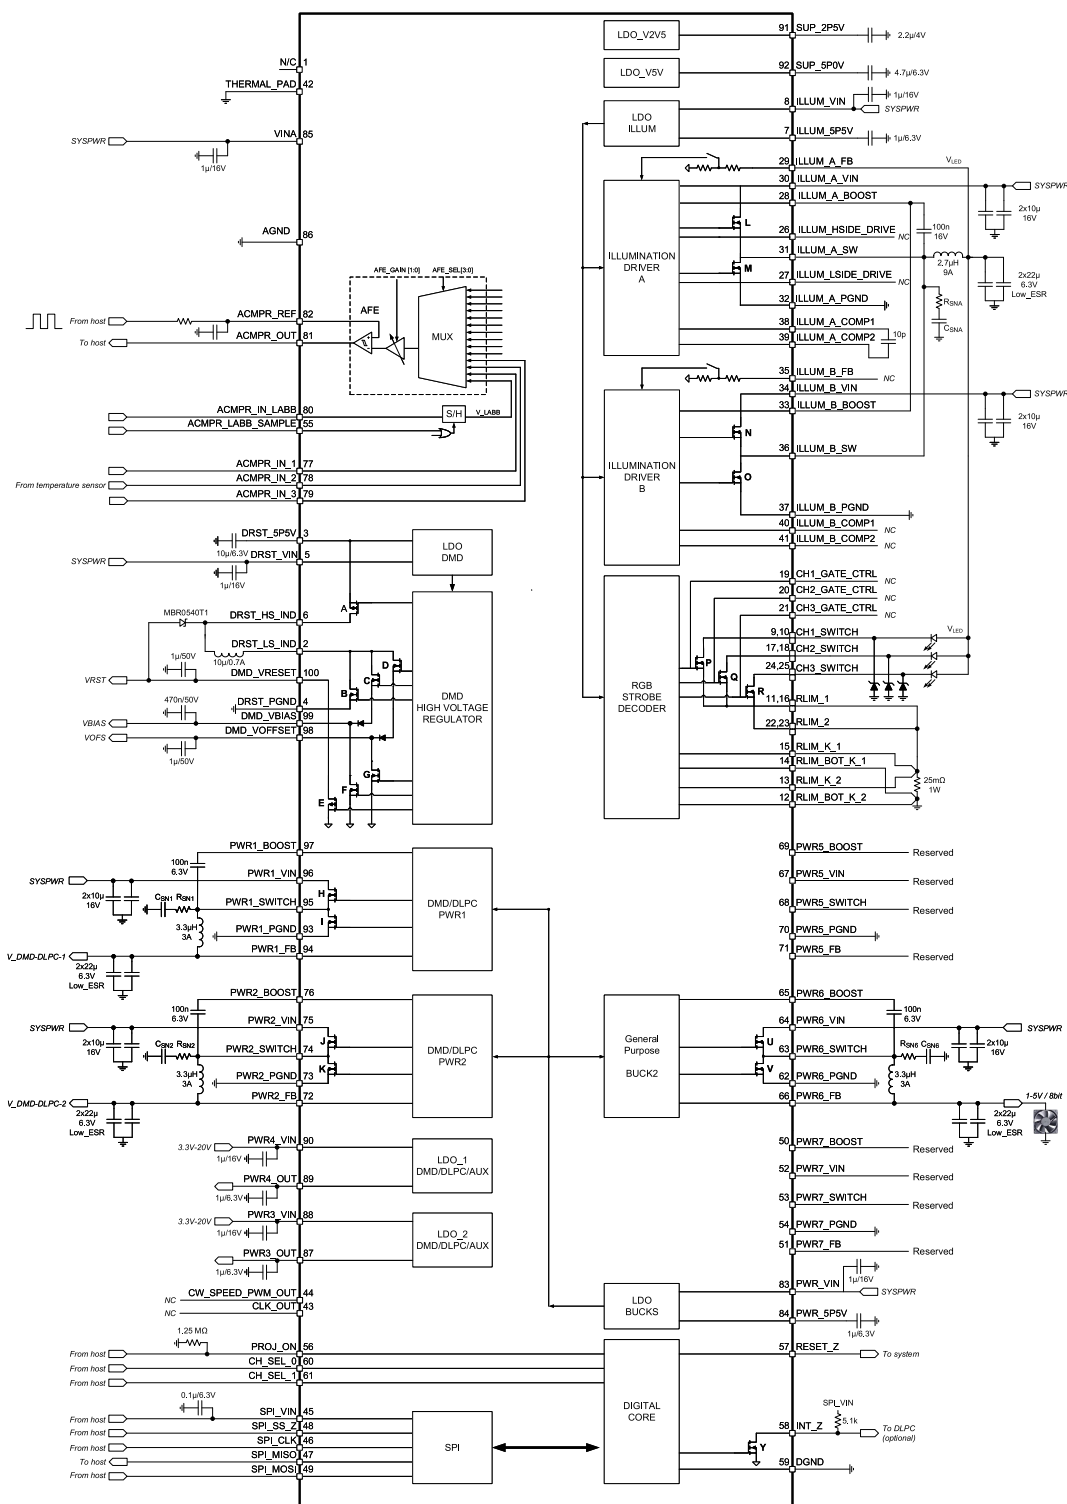 N/C 1
THERMAL_PAD 42
SYSPWR VINA 85
1µ/16V
AGND 86
AFE_GAIN [1:0] AFE_SEL[3:0]
AFE
MUX
From host ACMPR_REF 82
To host ACMPR_OUT 81
ACMPR_IN_LABB 80
S/H V_LABB
ACMPR_LABB_SAMPLE 55
ACMPR_IN_1 77
From temperature sensor ACMPR_IN_2 78
ACMPR_IN_3 79
DRST_5P5V 3
10µ/6.3V
SYSPWR DRST_VIN 5
1µ/16V
LDO
DMD
MBR0540T1
DRST_HS_IND 6
A
DRST_LS_IND 2
10µ/0.7A
1µ/50V
VRST DMD_VRESET 100
470n/50V
DRST_PGND 4
VBIAS DMD_VBIAS 99
VOFS DMD_VOFFSET 98
1µ/50V
D
C
B
G
F
E
DMD
HIGH VOLTAGE
REGULATOR
PWR1_BOOST 97
100n
6.3V
SYSPWR PWR1_VIN 96
2x10µ
16V
CSN1 RSN1
PWR1_SWITCH 95
H
I
3.3µH
3A
PWR1_PGND 93
V_DMD-DLPC-1 PWR1_FB 94
2x22µ
6.3V
Low_ESR
DMD/DLPC
PWR1
PWR2_BOOST 76
100n
6.3V
SYSPWR PWR2_VIN 75
2x10µ
16V
CSN2 RSN2
PWR2_SWITCH 74
J
K
3.3µH
3A
PWR2_PGND 73
V_DMD-DLPC-2 PWR2_FB 72
2x22µ
6.3V
Low_ESR
DMD/DLPC
PWR2
3.3V-20V PWR4_VIN 90
1µ/16V
PWR4_OUT 89
1µ/6.3V
LDO_1
DMD/DLPC/AUX
3.3V-20V PWR3_VIN 88
1µ/16V
PWR3_OUT 87
1µ/6.3V
LDO_2
DMD/DLPC/AUX
NC CW_SPEED_PWM_OUT 44
NC CLK_OUT 43
1.25 MΩ
From host PROJ_ON 56
From host CH_SEL_0 60
From host CH_SEL_1 61
0.1µ/6.3V
From host SPI_VIN 45
From host SPI_SS_Z 48
From host SPI_CLK 46
To host SPI_MISO 47
From host SPI_MOSI 49
SPI
LDO_V2V5
91 SUP_2P5V
2.2µ/4V
LDO_V5V
92 SUP_5P0V
4.7µ/6.3V
LDO
ILLUM
1µ/16V
8 ILLUM_VIN SYSPWR
7 ILLUM_5P5V
1µ/6.3V
29 ILLUM_A_FB VLED
30 ILLUM_A_VIN SYSPWR
28 ILLUM_A_BOOST
2x10µ
16V
100n
16V
L
26 ILLUM_HSIDE_DRIVE NC
31 ILLUM_A_SW
2.7µH
9A
M
27 ILLUM_LSIDE_DRIVE NC
2x22µ
6.3V
Low_ESR
32 ILLUM_A_PGND
RSNA
CSNA
38 ILLUM_A_COMP1
10p
39 ILLUM_A_COMP2
ILLUMINATION
DRIVER
A
35 ILLUM_B_FB NC
34 ILLUM_B_VIN SYSPWR
33 ILLUM_B_BOOST
2x10µ
16V
N
36 ILLUM_B_SW
O
37 ILLUM_B_PGND
40 ILLUM_B_COMP1 NC
41 ILLUM_B_COMP2 NC
ILLUMINATION
DRIVER
B
19 CH1_GATE_CTRL NC
20 CH2_GATE_CTRL NC
21 CH3_GATE_CTRL NC
9,10 CH1_SWITCH VLED
17,18 CH2_SWITCH
24,25 CH3_SWITCH
P
Q
R
11,16 RLIM_1
22,23 RLIM_2
15 RLIM_K_1
14 RLIM_BOT_K_1
13 RLIM_K_2
25mΩ
1W
12 RLIM_BOT_K_2
RGB
STROBE
DECODER
69 PWR5_BOOST Reserved
67 PWR5_VIN Reserved
68 PWR5_SWITCH Reserved
70 PWR5_PGND
71 PWR5_FB Reserved
65 PWR6_BOOST
100n
6.3V
64 PWR6_VIN SYSPWR
U
63 PWR6_SWITCH
RSN6 CSN6
2x10µ
16V
V
62 PWR6_PGND
3.3µH
3A
66 PWR6_FB
1-5V / 8bit
2x22µ
6.3V
Low_ESR
General
Purpose
BUCK2
50 PWR7_BOOST Reserved
52 PWR7_VIN Reserved
53 PWR7_SWITCH Reserved
54 PWR7_PGND
51 PWR7_FB Reserved
83 PWR_VIN
1µ/16V
SYSPWR
LDO
BUCKS
84 PWR_5P5V
1µ/6.3V
57 RESET_Z To system
DIGITAL
CORE
SPI_VIN
5.1k
58 INT_Z
To DLPC
(optional)
Y
59 DGND